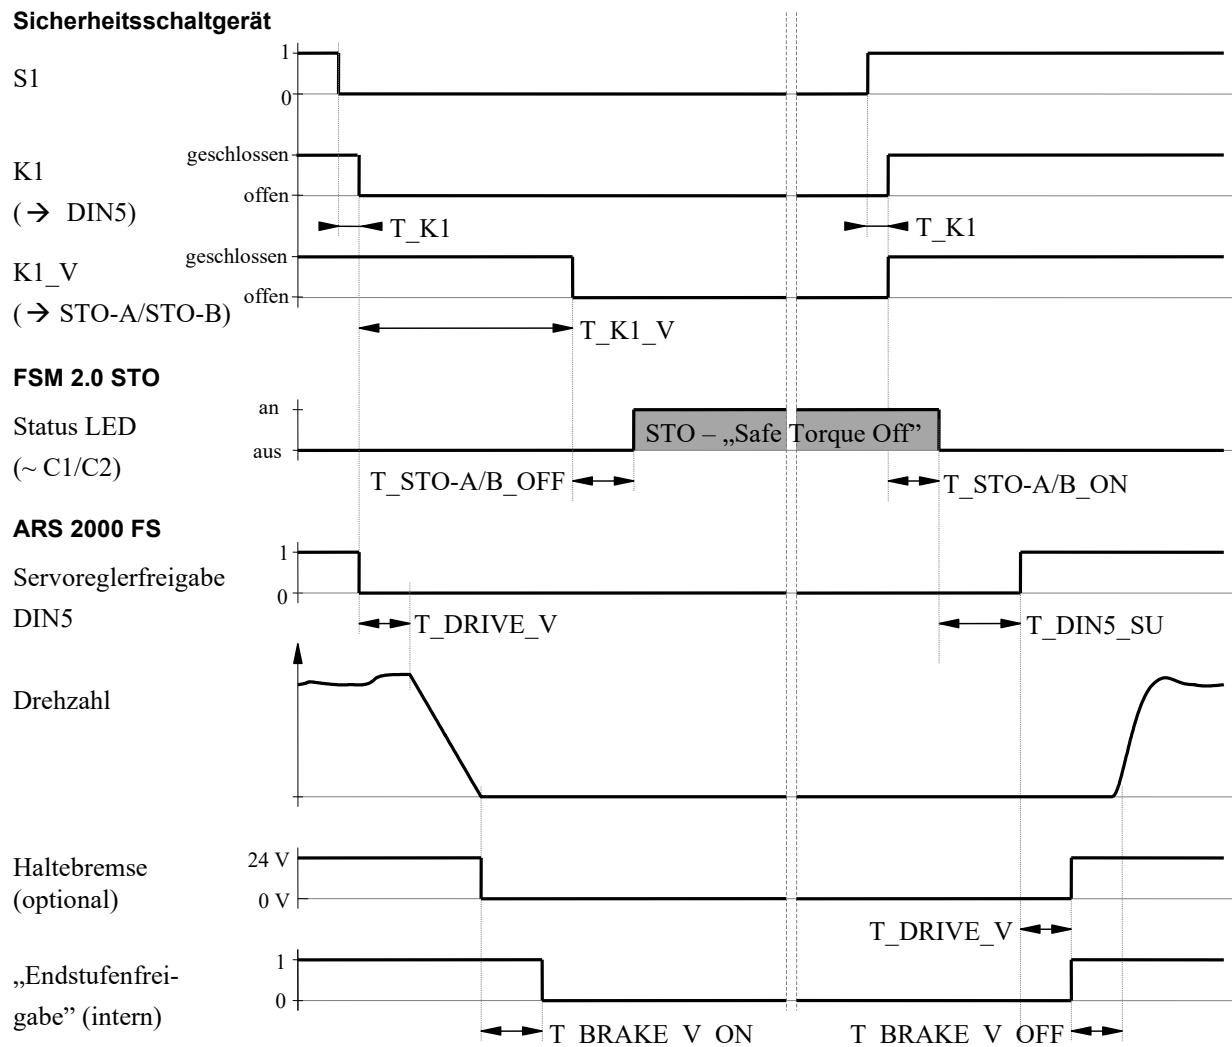 Sicherheitsschaltgerät
S1
1
0
K1
(→ DIN5)
geschlossen
offen
T_K1
T_K1
K1_V
(→ STO-A/STO-B)
geschlossen
offen
T_K1_V
FSM 2.0 STO
Status LED
(~ C1/C2)
an
aus
STO – „Safe Torque Off”
T_STO-A/B_OFF
T_STO-A/B_ON
ARS 2000 FS
Servoreglerfreigabe
DIN5
1
0
T_DRIVE_V
T_DIN5_SU
Drehzahl
Haltebremse
(optional)
24 V
0 V
T_DRIVE_V
„Endstufenfrei-
gabe” (intern)
1
0
T_BRAKE_V_ON
T_BRAKE_V_OFF